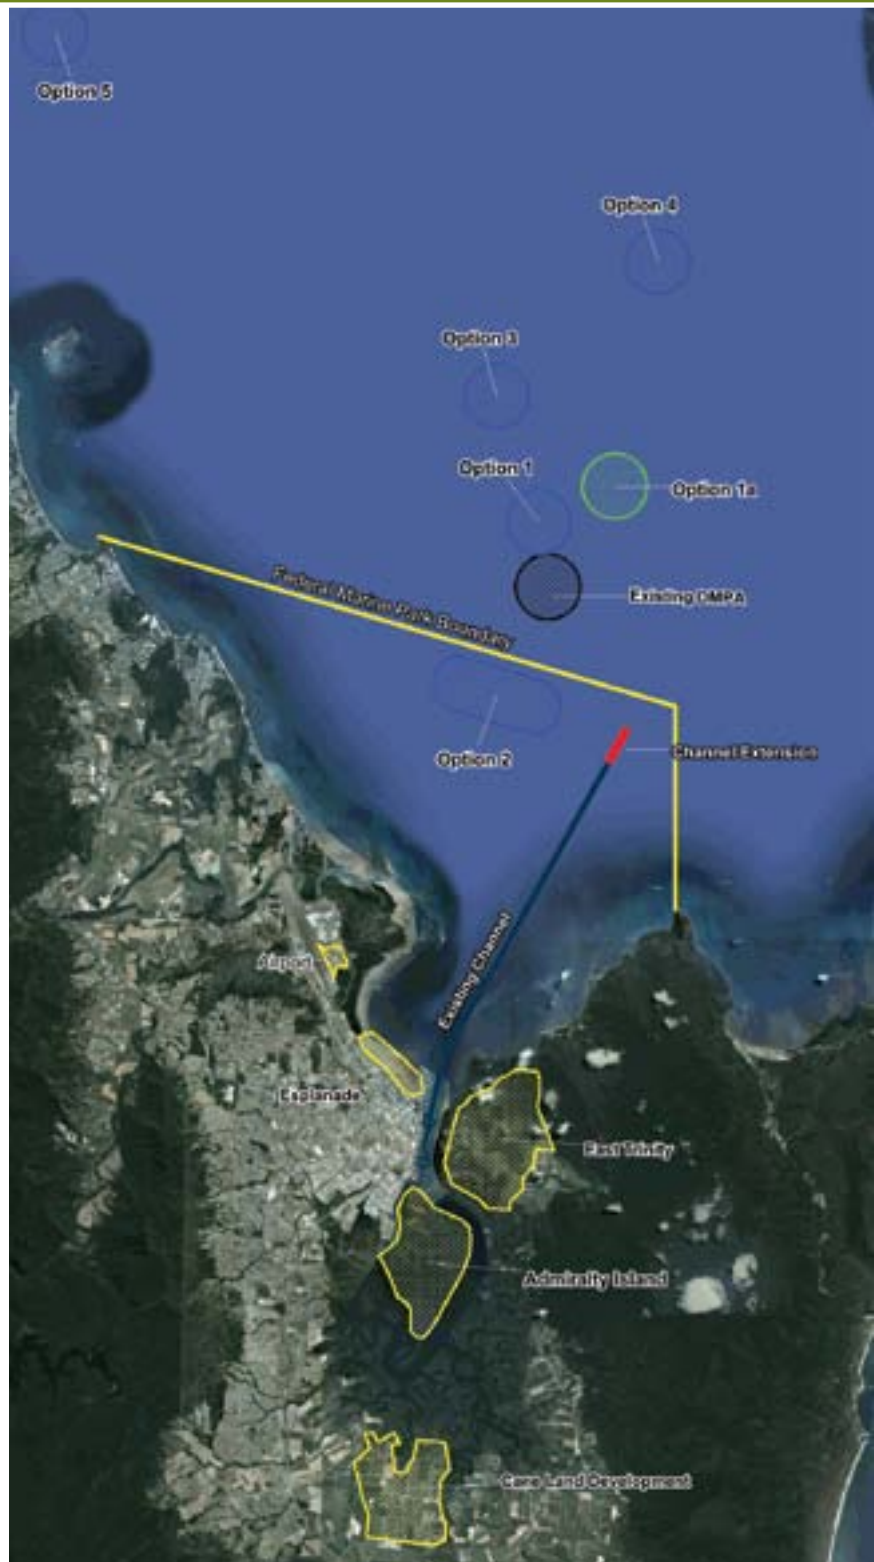 Option 5
Option 4
Option 3
Option 1
Option 1a
Existing DMPA
Federal Marine Park Boundary
Option 2
Channel Extension
Existing Channel
Airport
Esplanade
East Trinity
Admiralty Island
Cane Land Development